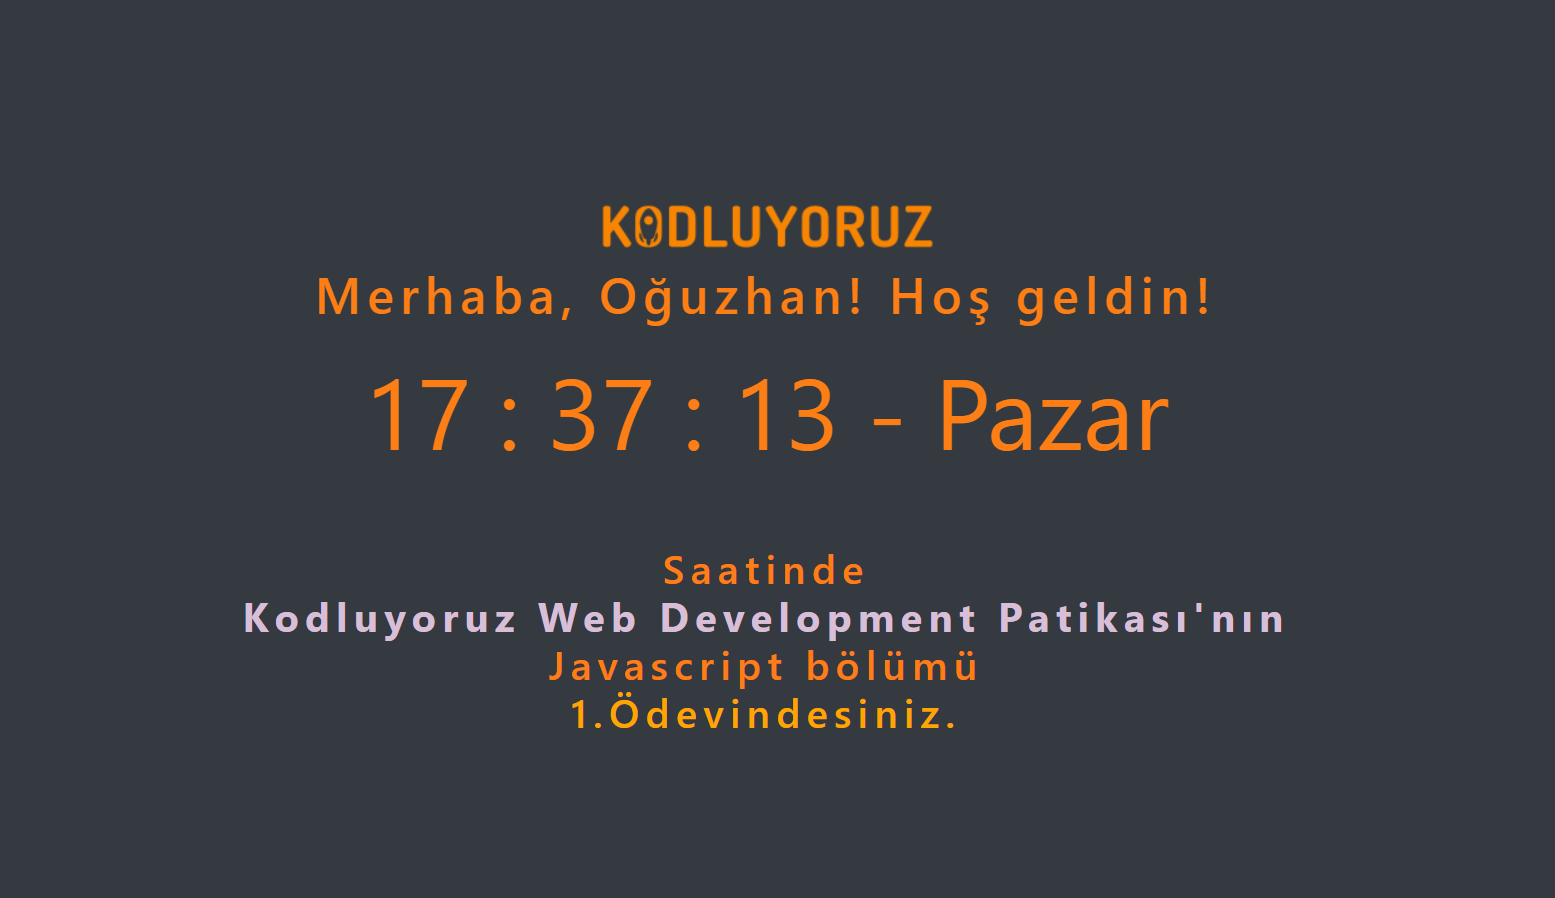 KODLUYORUZ
Merhaba, Oğuzhan! Hoş geldin!
17 : 37 : 13 - Pazar
Saatinde
Kodluyoruz Web Development Patikası'nın
Javascript bölümü
1.Ödevindesiniz.